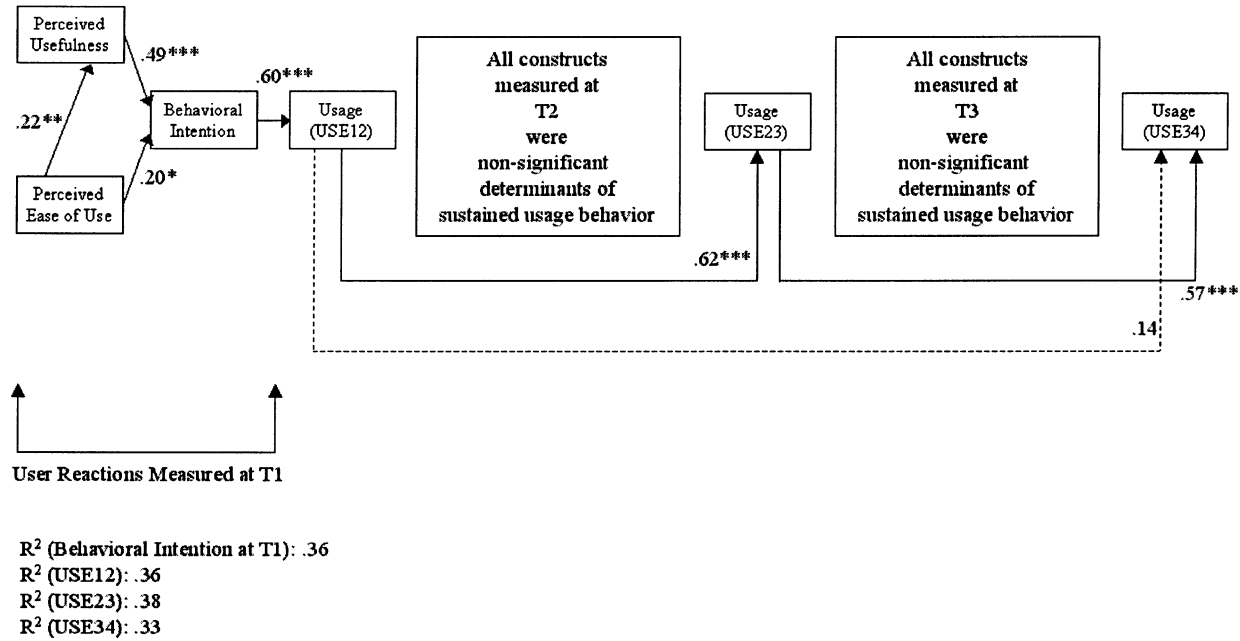 Perceived
Usefulness
.49***
.60***
.22**
Behavioral
Intention
Usage
(USE12)
.20*
Perceived
Ease of Use
All constructs
measured at
T2
were
non-significant
determinants of
sustained usage behavior
Usage
(USE23)
All constructs
measured at
T3
were
non-significant
determinants of
sustained usage behavior
Usage
(USE34)
.62***
.57***
.14
User Reactions Measured at T1
R² (Behavioral Intention at T1): .36
R² (USE12): .36
R² (USE23): .38
R² (USE34): .33